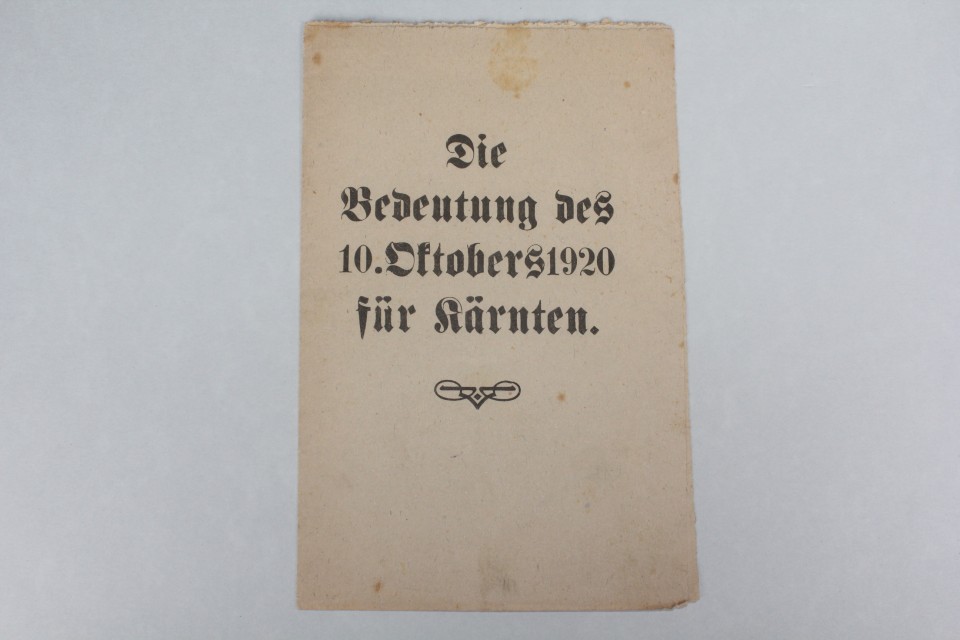 Die
Bedeutung des
10. Oktobers 1920
für Kärnten.